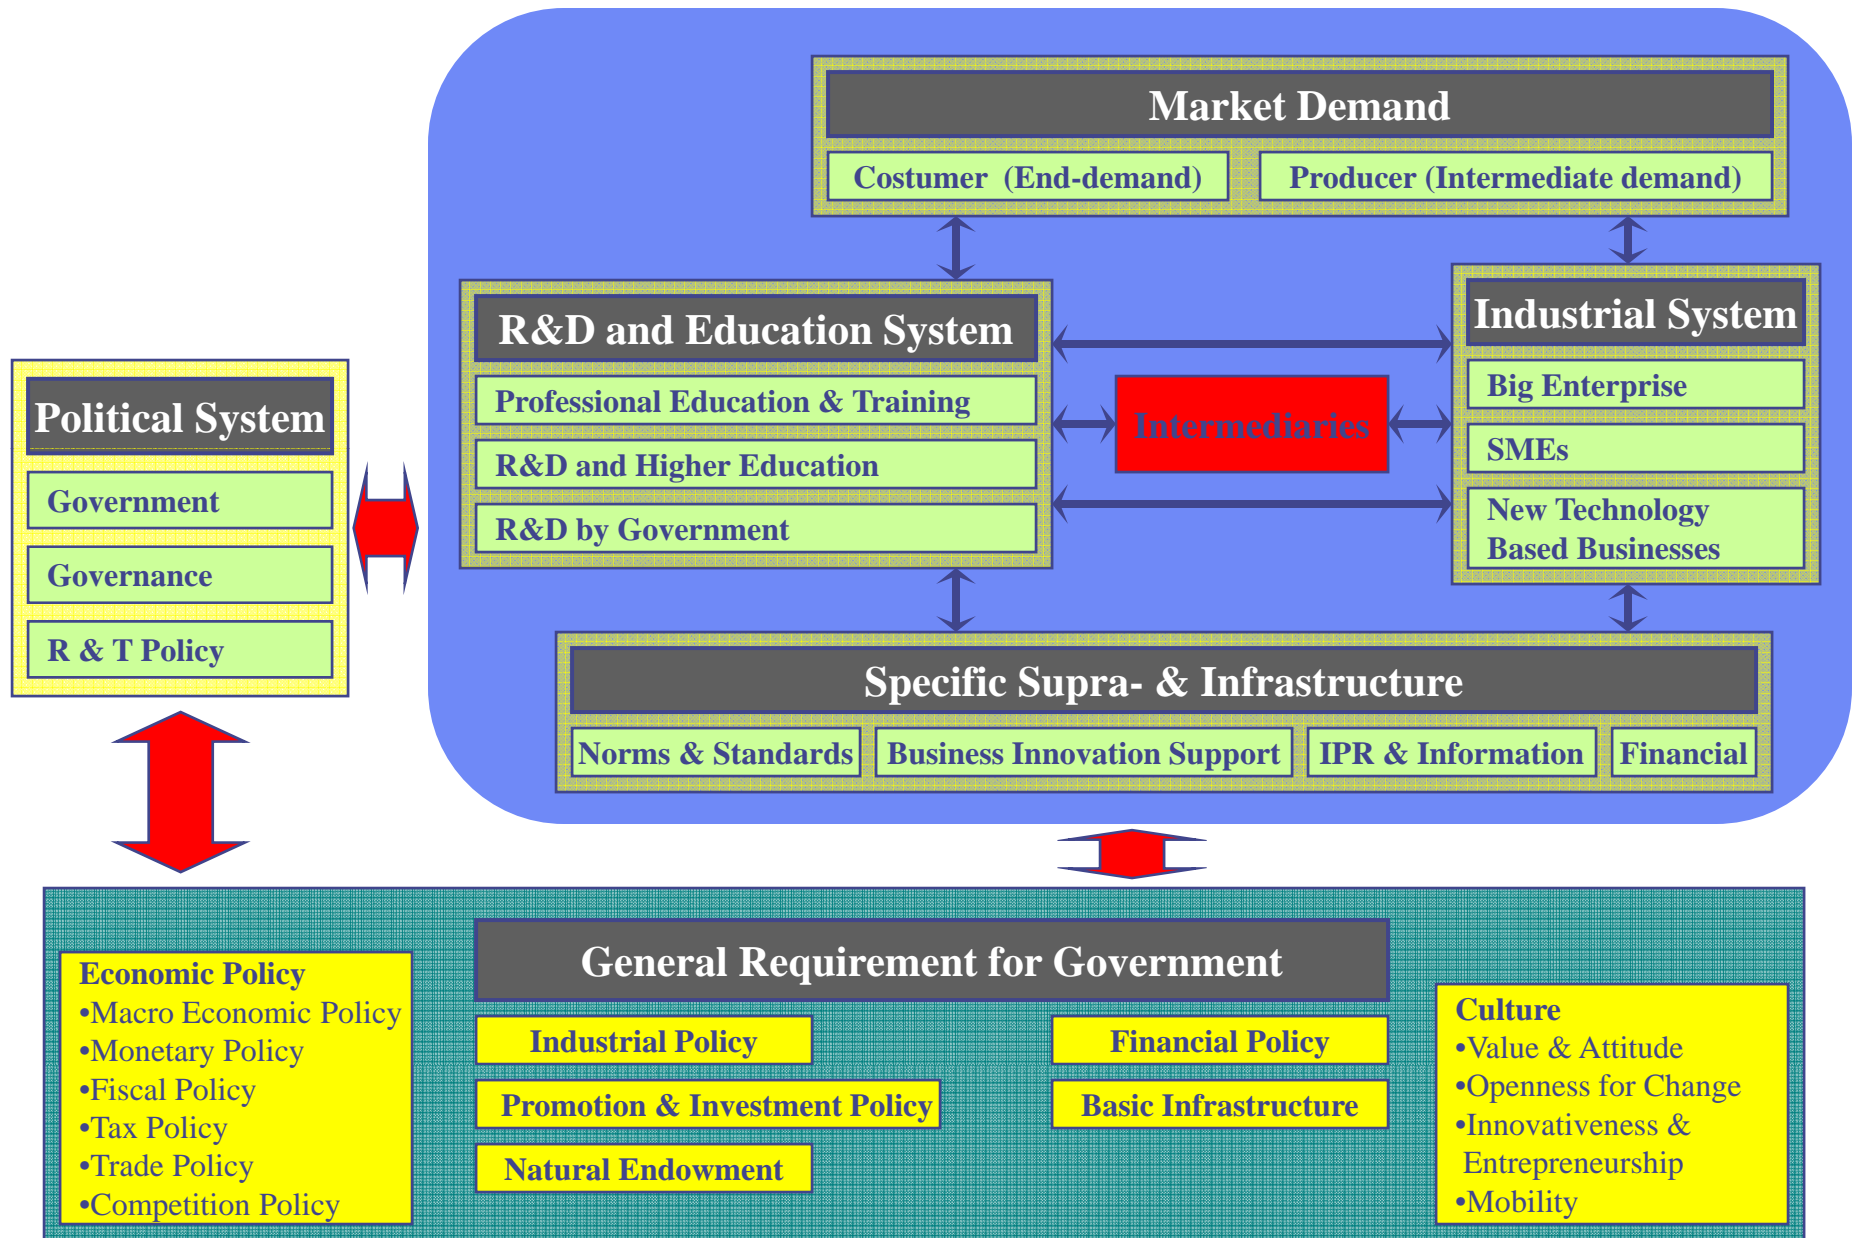 Market Demand
Costumer (End-demand)
Producer (Intermediate demand)
R&D and Education System
Professional Education & Training
R&D and Higher Education
R&D by Government
Intermediaries
Industrial System
Big Enterprise
SMEs
New Technology
Based Businesses
Political System
Government
Governance
R & T Policy
Specific Supra- & Infrastructure
Norms & Standards
Business Innovation Support
IPR & Information
Financial
General Requirement for Government
Economic Policy
•Macro Economic Policy
•Monetary Policy
•Fiscal Policy
•Tax Policy
•Trade Policy
•Competition Policy
Industrial Policy
Promotion & Investment Policy
Natural Endowment
Financial Policy
Basic Infrastructure
Culture
•Value & Attitude
•Openness for Change
•Innovativeness &
Entrepreneurship
•Mobility